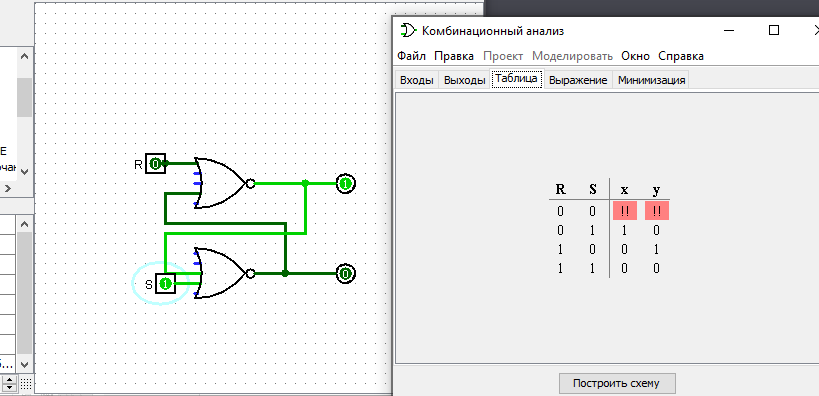 Комбинационный анализ
Файл Правка Проект Моделировать Окно Справка
Входы Выходы Таблица Выражение Минимизация
E
R 0
1
S 1
0
R S x y
0 0 !! !!
0 1 1 0
1 0 0 1
1 1 0 0
Построить схему